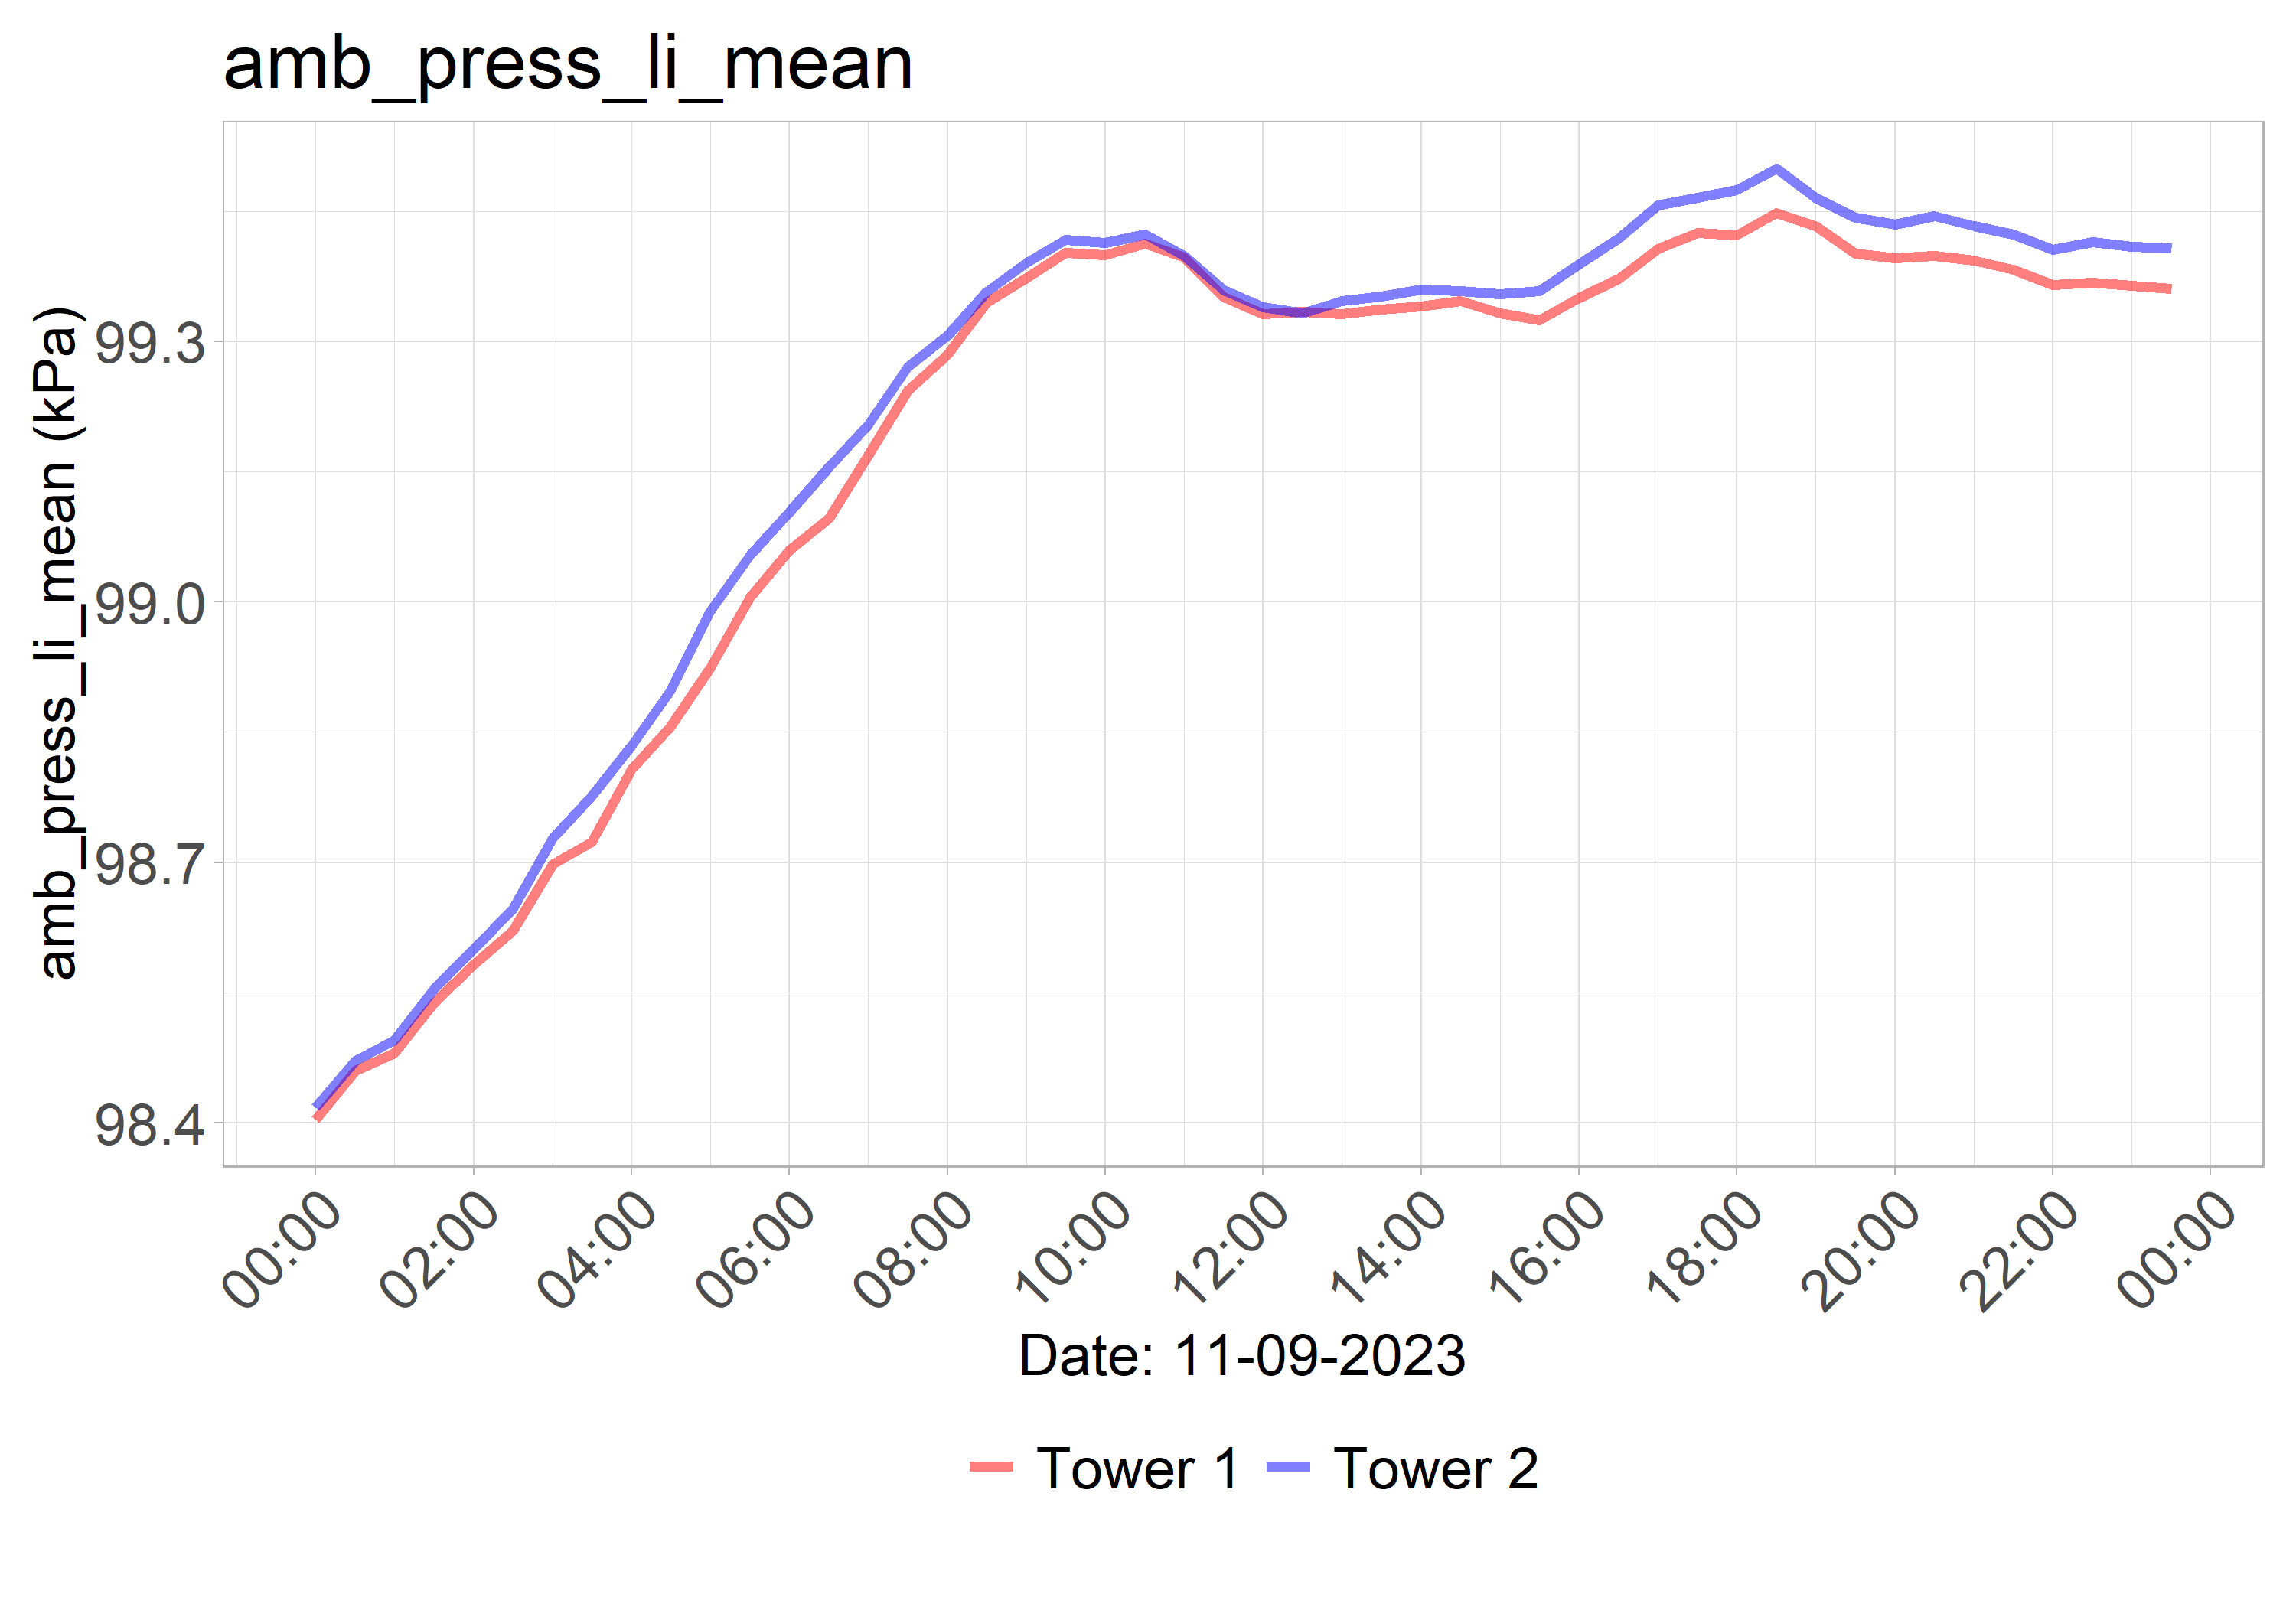 amb_press_li_mean
amb_press_li_mean (kPa)
99.3
99.0
98.7
98.4
00:00 02:00 04:00 06:00 08:00 10:00 12:00 14:00 16:00 18:00 20:00 22:00 00:00
Date: 11-09-2023
Tower 1 Tower 2